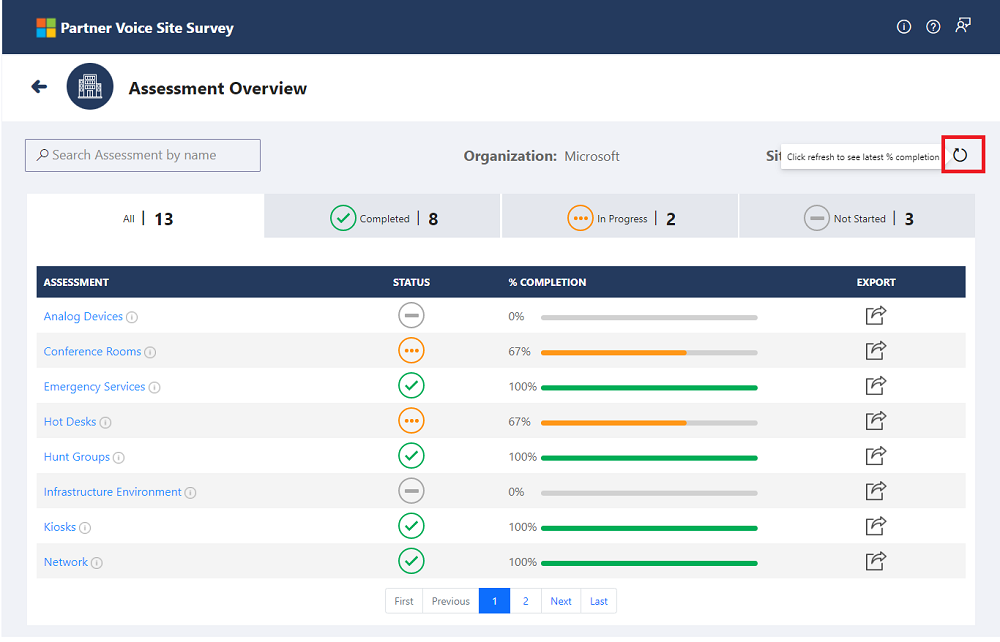 Partner Voice Site Survey
Assessment Overview
Search Assessment by name
Organization: Microsoft
Click refresh to see latest % completion
All | 13
Completed | 8
In Progress | 2
Not Started | 3
ASSESSMENT STATUS % COMPLETION EXPORT
Analog Devices 0%
Conference Rooms 67%
Emergency Services 100%
Hot Desks 67%
Hunt Groups 100%
Infrastructure Environment 0%
Kiosks 100%
Network 100%
First Previous 1 2 Next Last